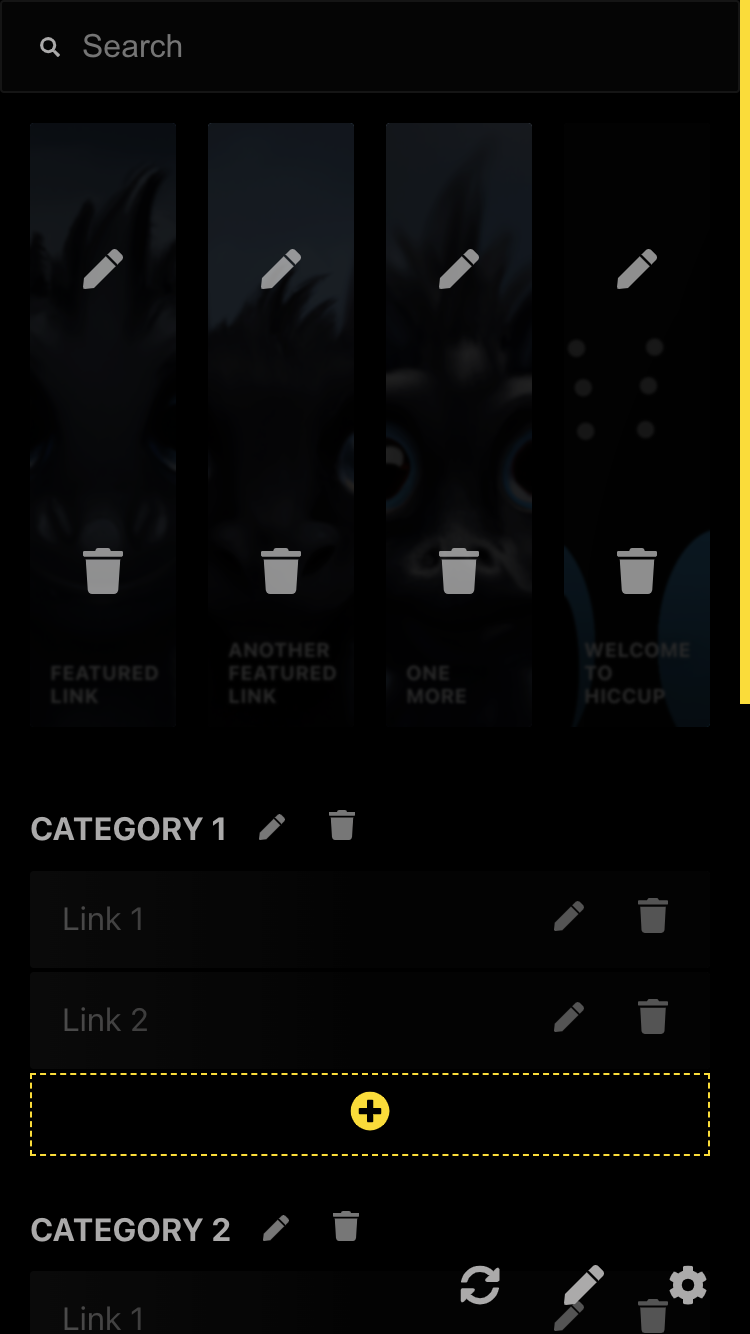 Search
FEATURED
LINK
ANOTHER
FEATURED
LINK
ONE
MORE
WELCOME
TO
HICCUP
CATEGORY 1
Link 1
Link 2
CATEGORY 2
Link 1